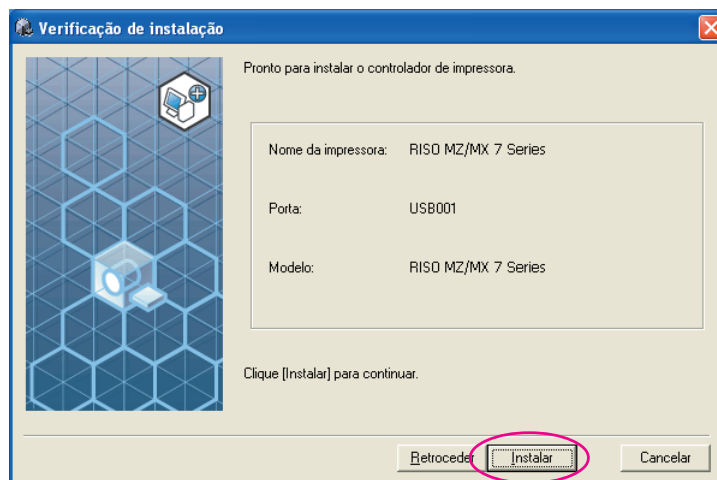 Verificação de instalação
Pronto para instalar o controlador de impressora.
Nome da impressora: RISO MZ/MX 7 Series
Porta: USB001
Modelo: RISO MZ/MX 7 Series
Clique [Instalar] para continuar.
Retroceder Instalar Cancelar